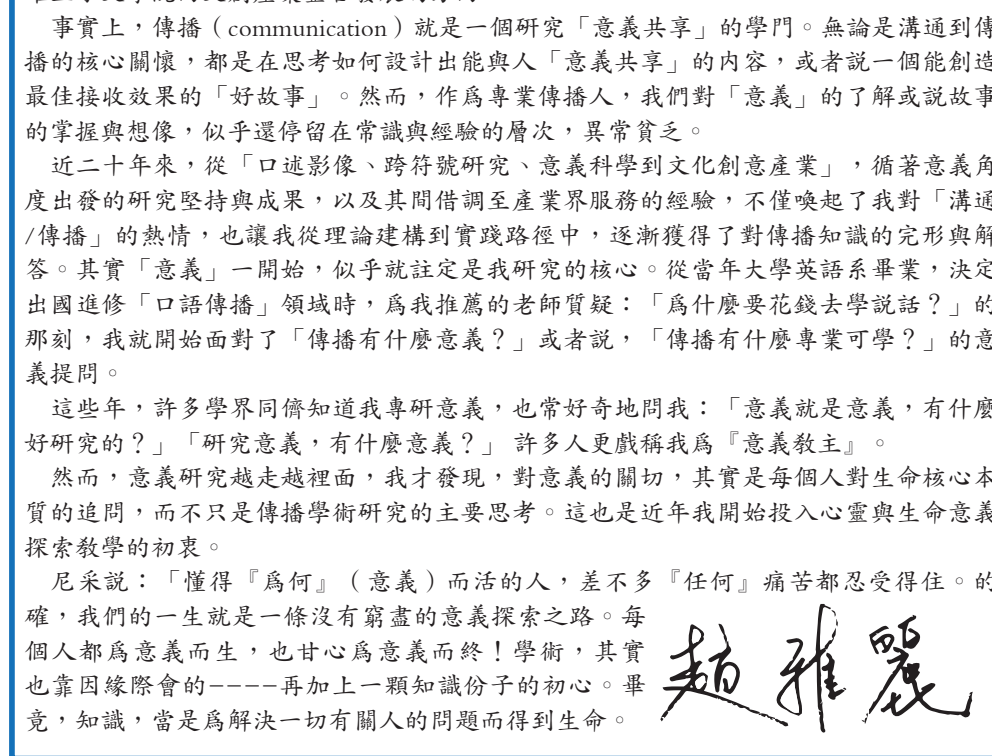 事實上，傳播（communication）就是一個研究「意義共享」的學門。無論是溝通到傳
播的核心關懷，都是在思考如何設計出能與人「意義共享」的內容，或者說一個能創造
最佳接收效果的「好故事」。然而，作為專業傳播人，我們對「意義」的了解或說故事
的掌握與想像，似乎還停留在常識與經驗的層次，異常貧乏。
近二十年來，從「口述影像、跨符號研究、意義科學到文化創意產業」，循著意義角
度出發的研究堅持與成果，以及其間借調至產業界服務的經驗，不僅喚起了我對「溝通
/傳播」的熱情，也讓我從理論建構到實踐路徑中，逐漸獲得了對傳播知識的完形與解
答。其實「意義」一開始，似乎就註定是我研究的核心。從當年大學英語系畢業，決定
出國進修「口語傳播」領域時，為我推薦的老師質疑：「為什麼要花錢去學說話？」的
那刻，我就開始面對了「傳播有什麼意義？」或者說，「傳播有什麼專業可學？」的意
義提問。
這些年，許多學界同儕知道我專研意義，也常好奇地問我：「意義就是意義，有什麼
好研究的？」「研究意義，有什麼意義？」 許多人更戲稱我為『意義教主』。
然而，意義研究越走越裡面，我才發現，對意義的關切，其實是每個人對生命核心本
質的追問，而不只是傳播學術研究的主要思考。這也是近年我開始投入心靈與生命意義
探索教學的初衷。
尼采說：「懂得『為何』（意義）而活的人，差不多『任何』痛苦都忍受得住。的
確，我們的一生就是一條沒有窮盡的意義探索之路。每
個人都為意義而生，也甘心為意義而終！學術，其實
也靠因緣際會的----再加上一顆知識份子的初心。畢
竟，知識，當是為解決一切有關人的問題而得到生命。
趙雅麗